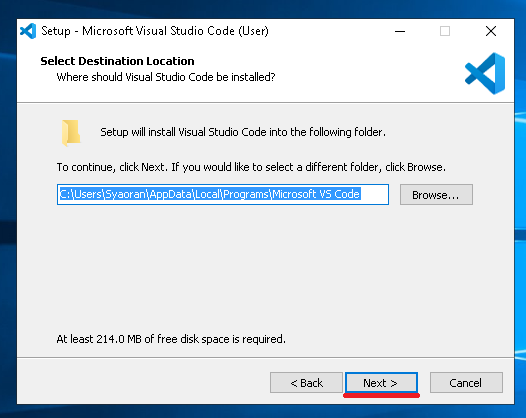 Setup - Microsoft Visual Studio Code (User)
Select Destination Location
Where should Visual Studio Code be installed?
Setup will install Visual Studio Code into the following folder.
To continue, click Next. If you would like to select a different folder, click Browse.
C:\Users\Syaoran\AppData\Local\Programs\Microsoft VS Code
Browse...
At least 214.0 MB of free disk space is required.
< Back
Next >
Cancel